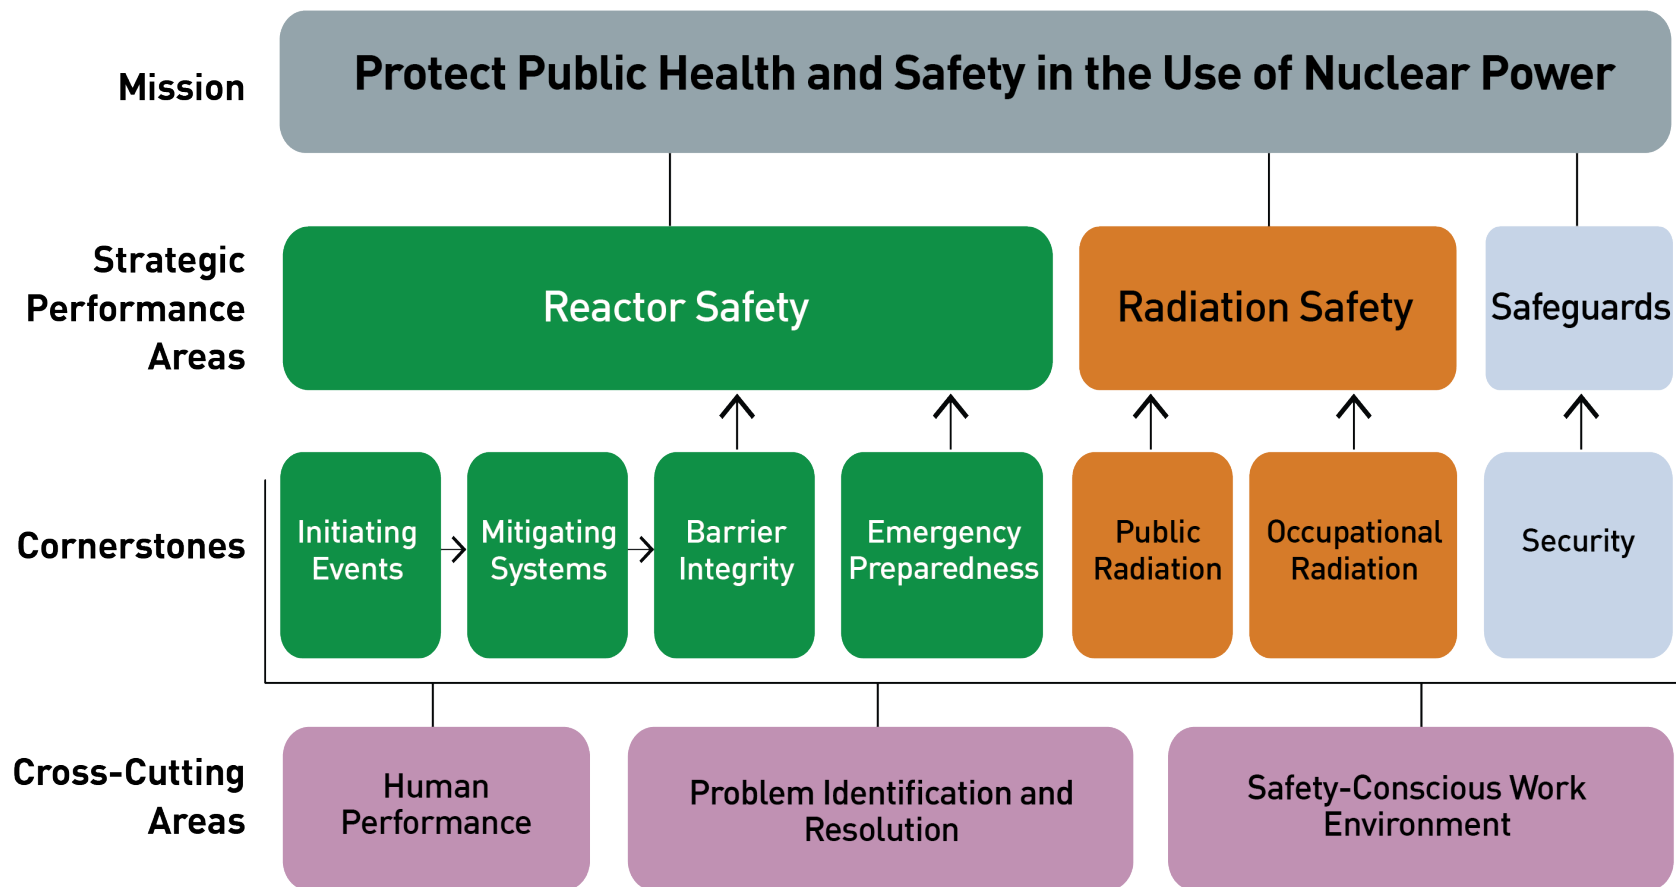 Mission
Protect Public Health and Safety in the Use of Nuclear Power
Strategic
Performance
Areas
Reactor Safety
Radiation Safety
Safeguards
Cornerstones
Initiating
Events
Mitigating
Systems
Barrier
Integrity
Emergency
Preparedness
Public
Radiation
Occupational
Radiation
Security
Cross-Cutting
Areas
Human
Performance
Problem Identification and
Resolution
Safety-Conscious Work
Environment